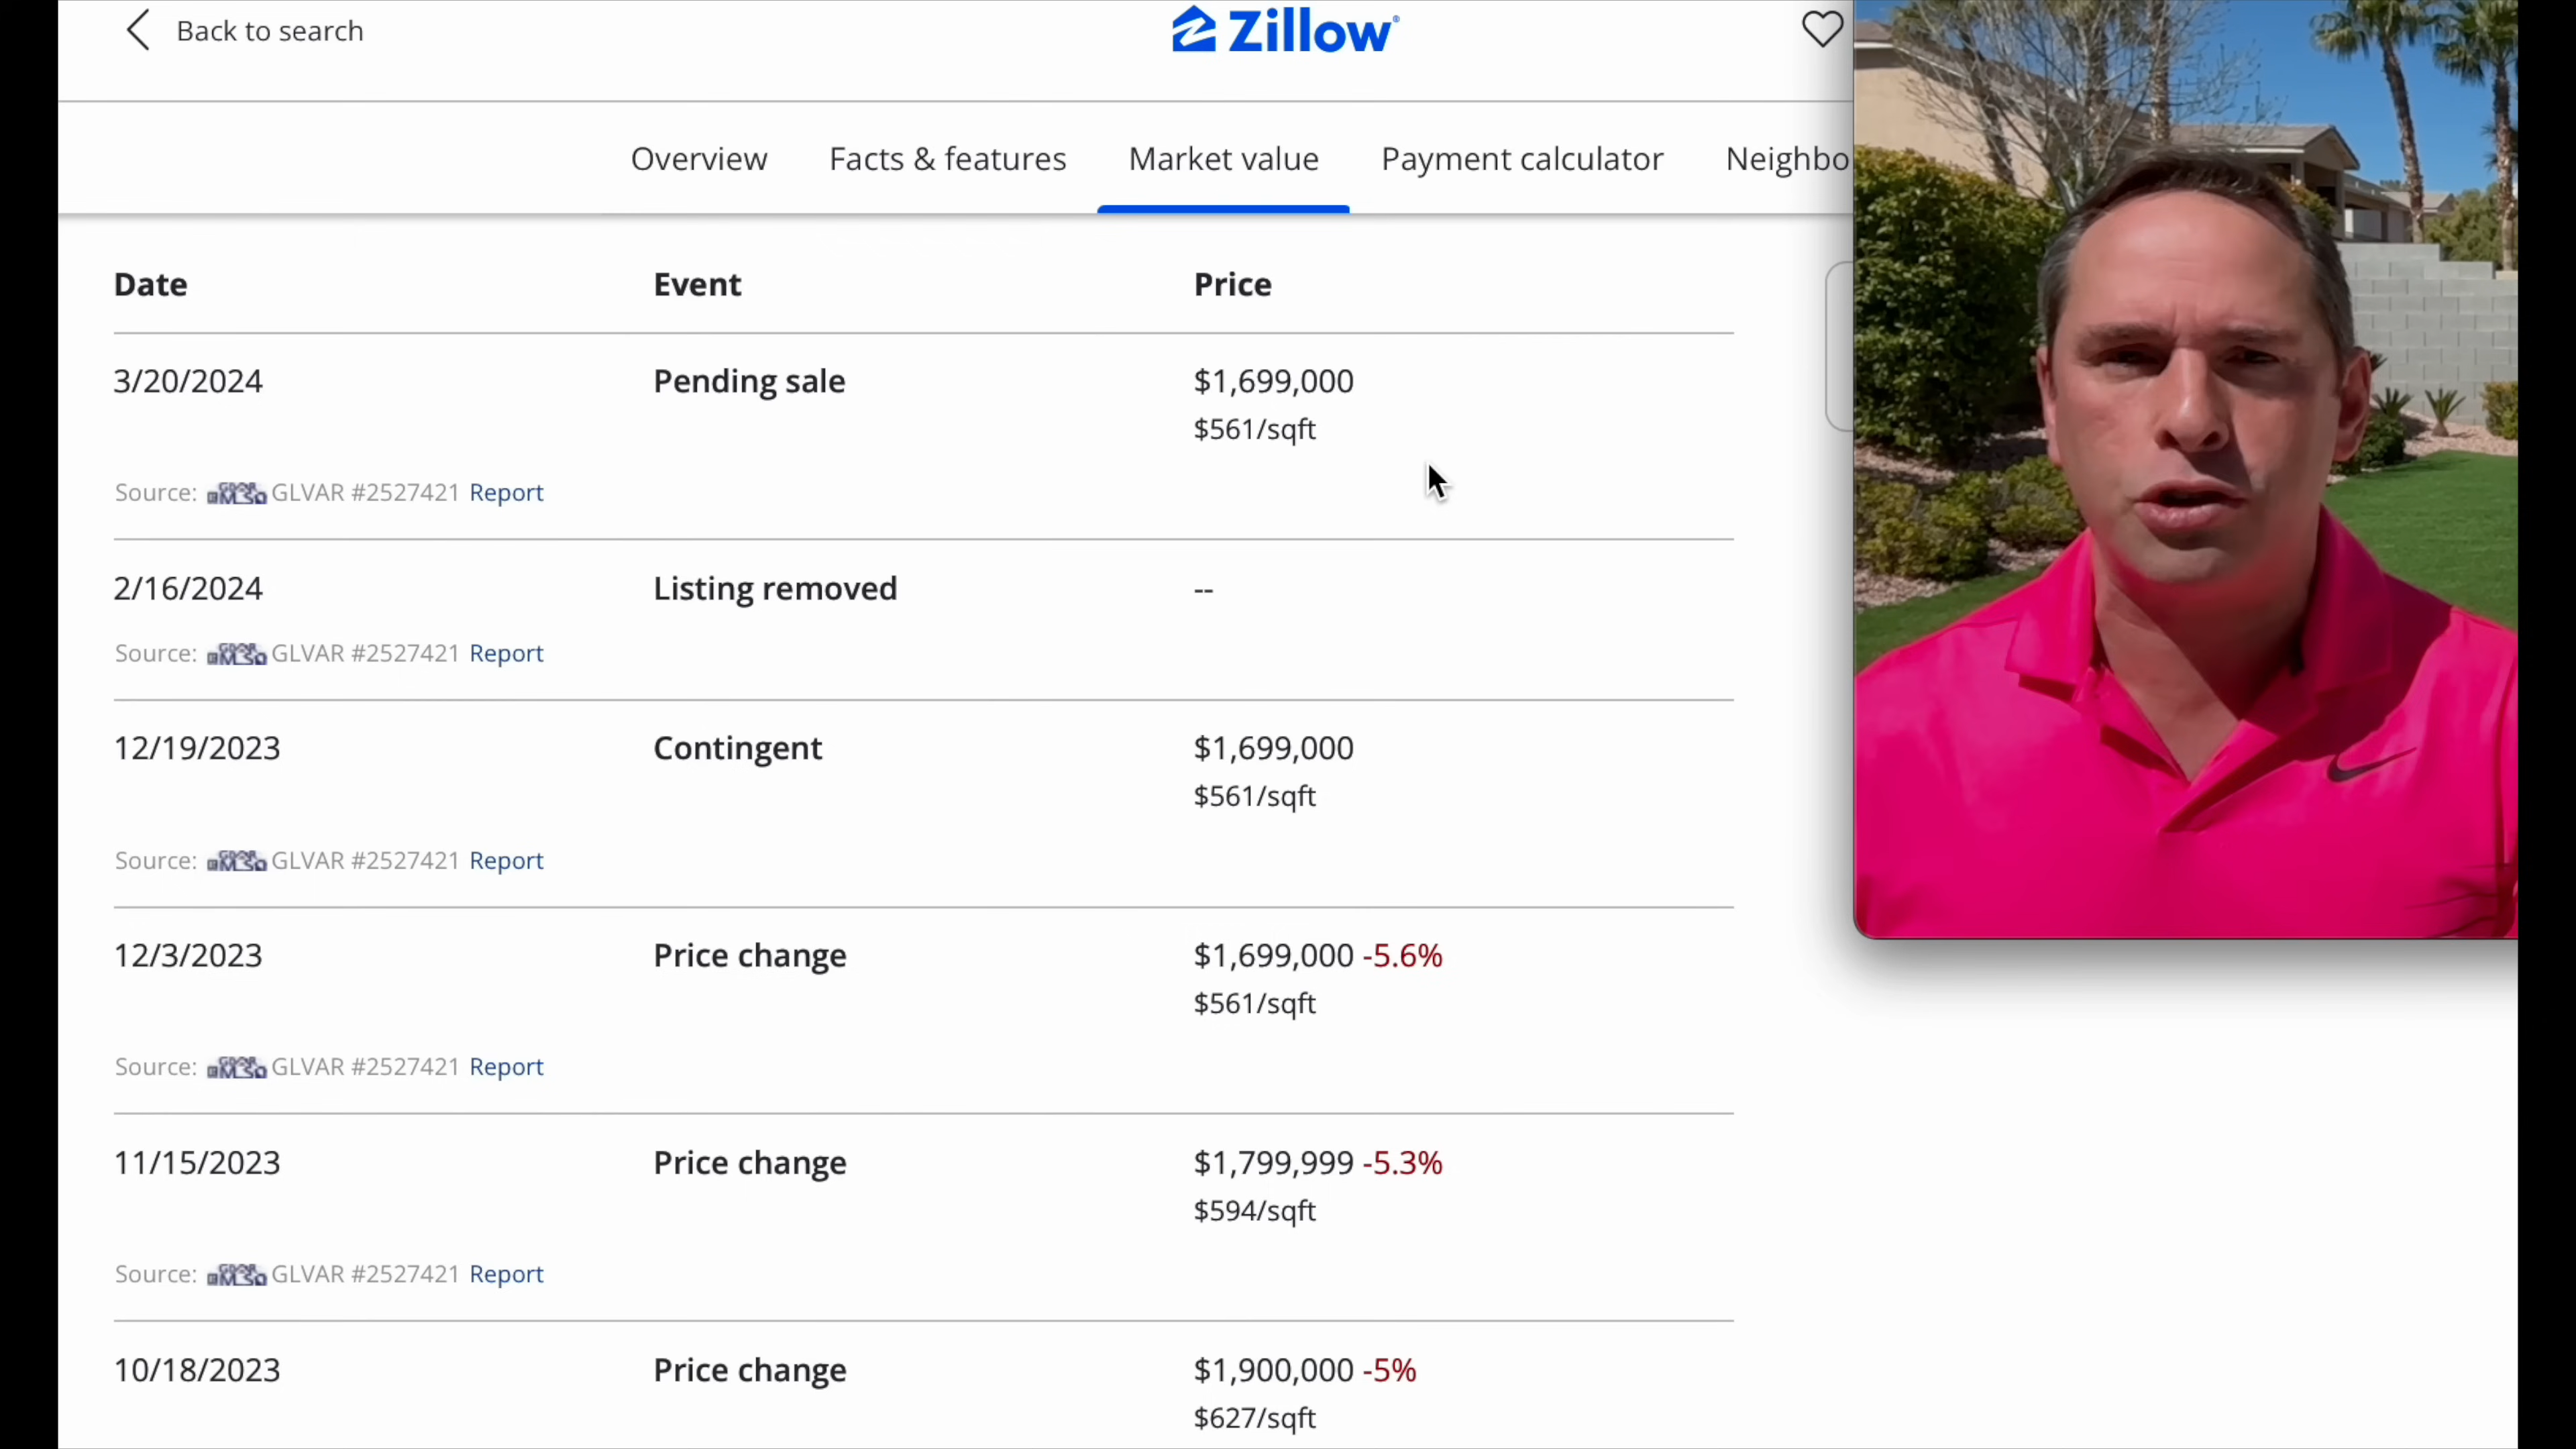 Back to search
Zillow
Overview Facts & features Market value Payment calculator Neighbo
Date Event Price
3/20/2024 Pending sale $1,699,000
$561/sqft
Source: GLVAR #2527421 Report
2/16/2024 Listing removed --
Source: GLVAR #2527421 Report
12/19/2023 Contingent $1,699,000
$561/sqft
Source: GLVAR #2527421 Report
12/3/2023 Price change $1,699,000 -5.6%
$561/sqft
Source: GLVAR #2527421 Report
11/15/2023 Price change $1,799,999 -5.3%
$594/sqft
Source: GLVAR #2527421 Report
10/18/2023 Price change $1,900,000 -5%
$627/sqft